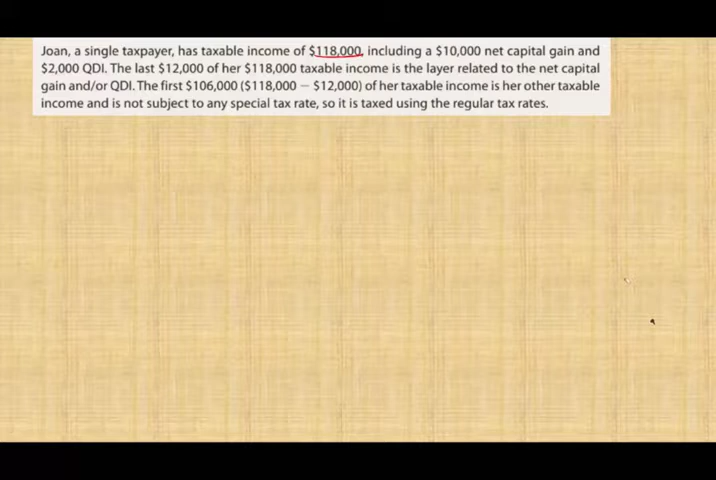 Joan, a single taxpayer, has taxable income of $118,000, including a $10,000 net capital gain and
$2,000 QDI. The last $12,000 of her $118,000 taxable income is the layer related to the net capital
gain and/or QDI. The first $106,000 ($118,000 − $12,000) of her taxable income is her other taxable
income and is not subject to any special tax rate, so it is taxed using the regular tax rates.